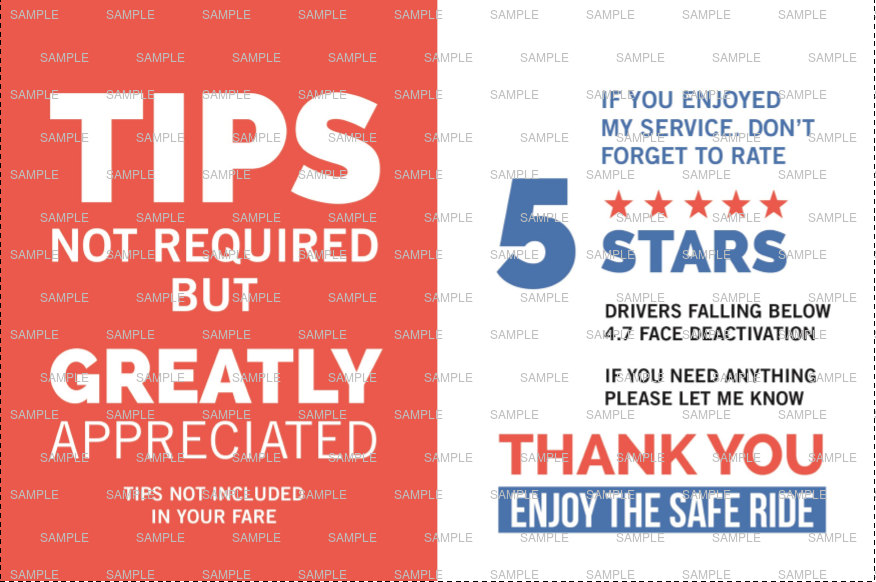 TIPS
NOT REQUIRED
BUT
GREATLY
APPRECIATED
TIPS NOT INCLUDED
IN YOUR FARE
IF YOU ENJOYED
MY SERVICE, DON'T
FORGET TO RATE
5 STARS
DRIVERS FALLING BELOW
4.7 FACE DEACTIVATION
IF YOU NEED ANYTHING
PLEASE LET ME KNOW
THANK YOU
ENJOY THE SAFE RIDE
SAMPLE